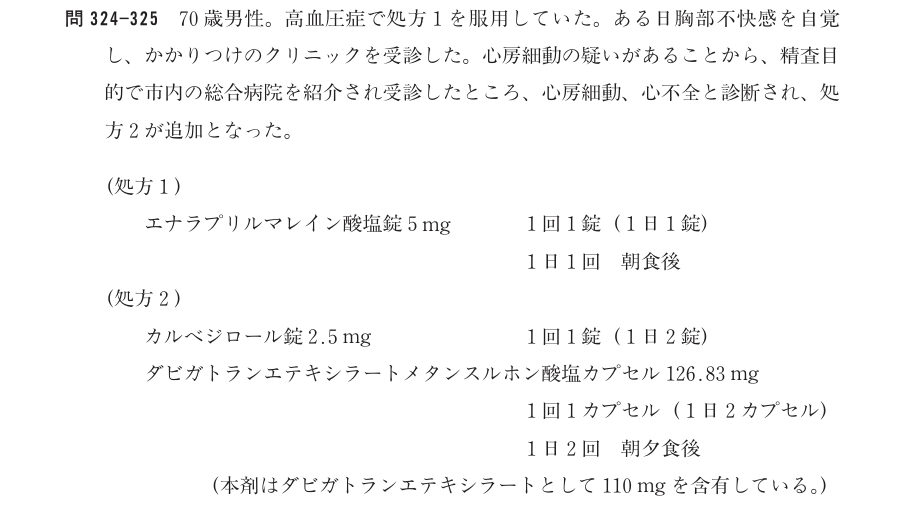 問 324−325　70 歳男性。高血圧症で処方１を服用していた。ある日胸部不快感を自覚
し、かかりつけのクリニックを受診した。心房細動の疑いがあることから、精査目
的で市内の総合病院を紹介され受診したところ、心房細動、心不全と診断され、処
方２が追加となった。
(処方１)
エナラプリルマレイン酸塩錠 5 mg　1 回 1 錠（1 日 1 錠）
1 日 1 回　朝食後
(処方２)
カルベジロール錠 2.5 mg　1 回 1 錠（1 日 2 錠）
ダビガトランエテキシラートメタンスルホン酸塩カプセル 126.83 mg
1 回 1 カプセル（1 日 2 カプセル）
1 日 2 回　朝夕食後
(本剤はダビガトランエテキシラートとして 110 mg を含有している。)